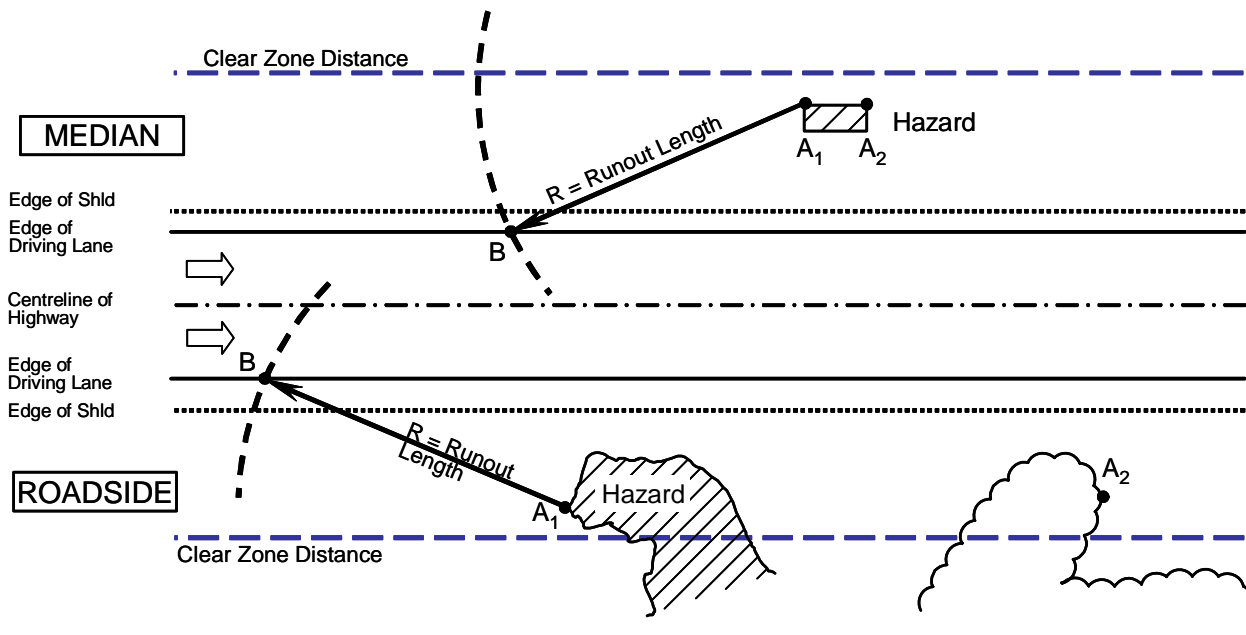 Clear Zone Distance
MEDIAN
Hazard
A1 A2
R = Runout Length
Edge of Shld
Edge of
Driving Lane
B
Centreline of
Highway
B
Edge of
Driving Lane
Edge of Shld
R = Runout
Length
ROADSIDE
Hazard
A1
A2
Clear Zone Distance